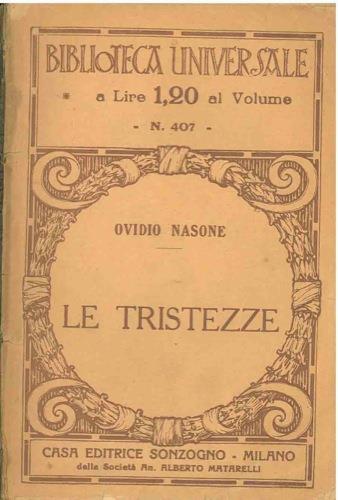 BIBLIOTECA UNIVERSALE
* a Lire 1,20 al Volume
- N. 407 -
OVIDIO NASONE
LE TRISTEZZE
CASA EDITRICE SONZOGNO - MILANO
della Società An. ALBERTO MATARELLI